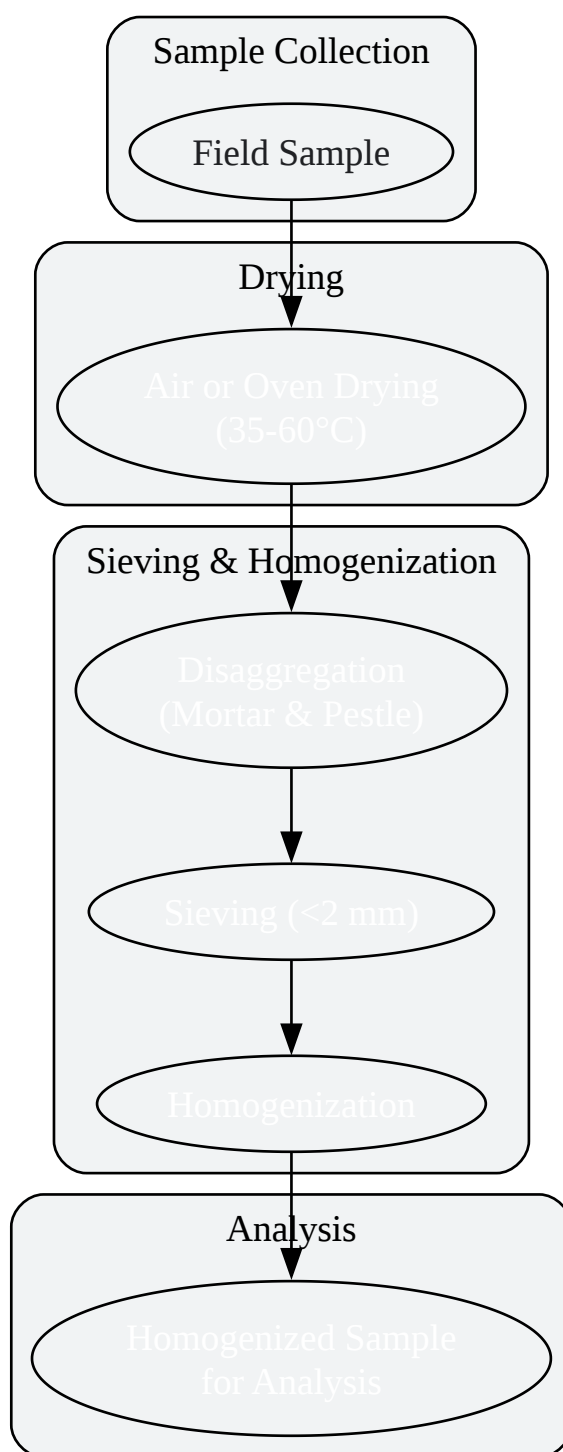 Sample Collection
Field Sample
Drying
Air or Oven Drying
(35-60°C)
Sieving & Homogenization
Disaggregation
(Mortar & Pestle)
Sieving (<2 mm)
Homogenization
Analysis
Homogenized Sample
for Analysis